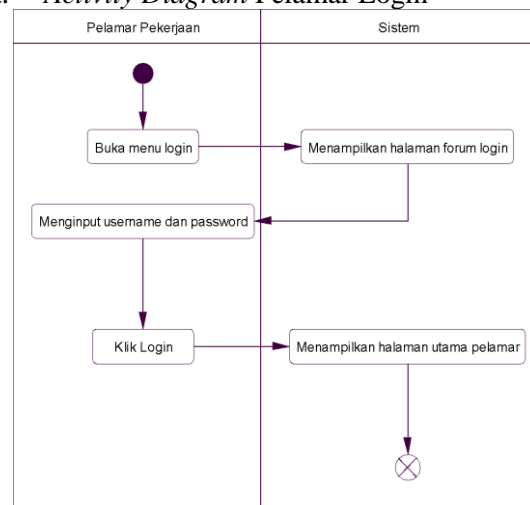 Activity Diagram Pelamar Login
Pelamar Pekerjaan
Sistem
Buka menu login
Menampilkan halaman forum login
Menginput username dan password
Klik Login
Menampilkan halaman utama pelamar